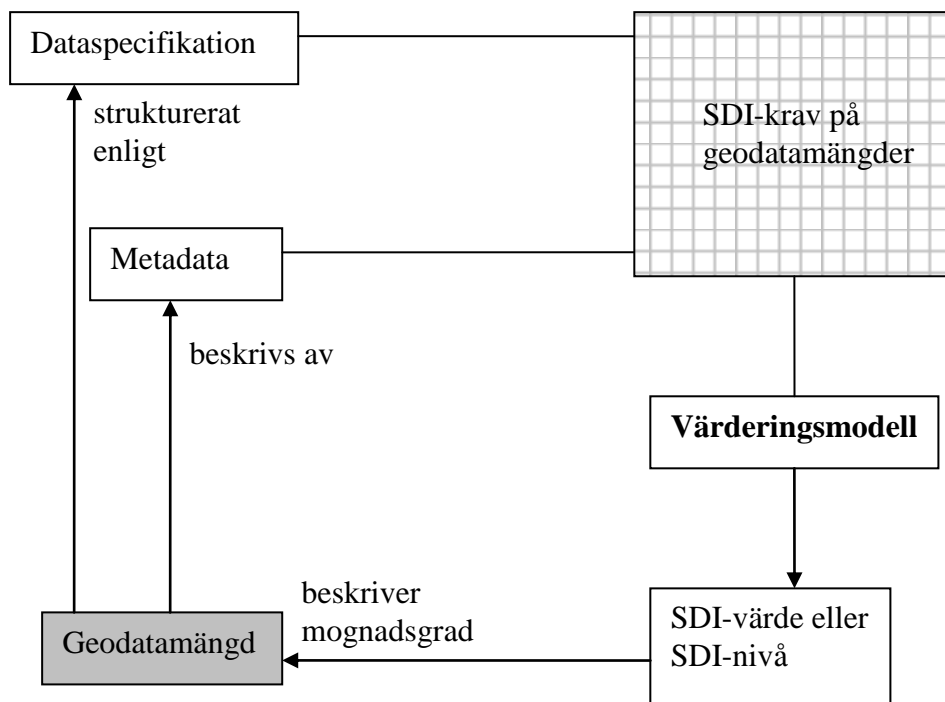 Dataspecifikation
SDI-krav på
geodatamängder
strukturerat
enligt
Metadata
beskrivs av
Värderingsmodell
beskriver
mognadsgrad
Geodatamängd
SDI-värde eller
SDI-nivå